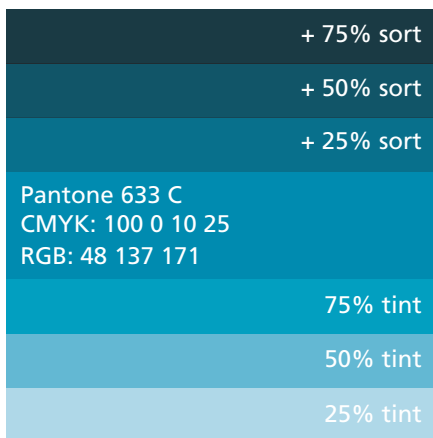 + 75% sort
+ 50% sort
+ 25% sort
Pantone 633 C
CMYK: 100 0 10 25
RGB: 48 137 171
75% tint
50% tint
25% tint